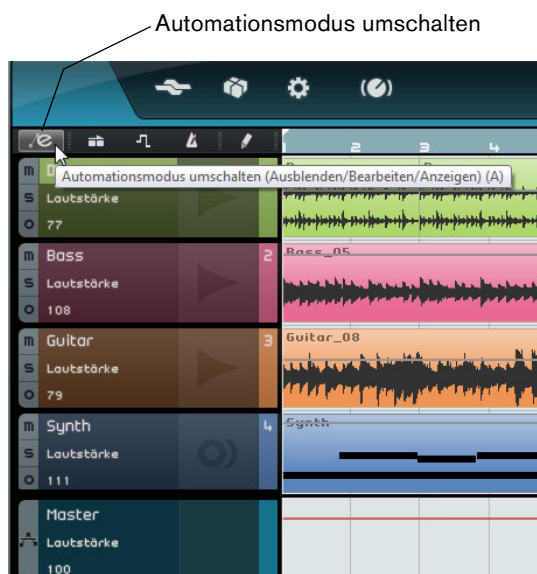 Automationsmodus umschalten
2 3 4
Automationsmodus umschalten (Ausblenden/Bearbeiten/Anzeigen) (A)
m D
S Lautstärke
O 77
m Bass 2 Bass_05
S Lautstärke
O 108
m Guitar 3 Guitar_08
S Lautstärke
O 79
m Synth 4 Synth
S Lautstärke
O 111
Master
Lautstärke
100